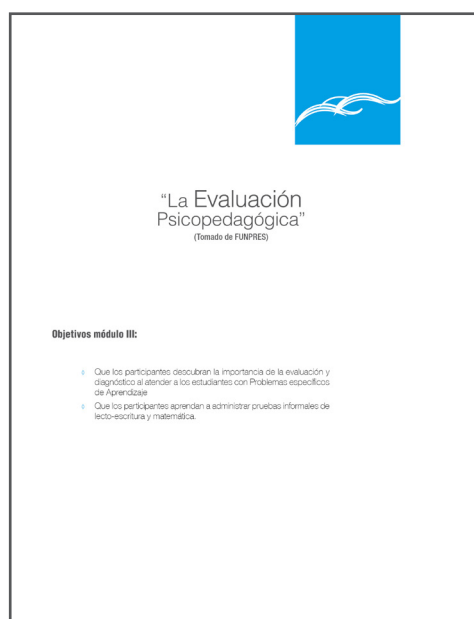 “La Evaluación
Psicopedagógica”
(Tomado de FUNPRES)
Objetivos módulo III:
Que los participantes descubran la importancia de la evaluación y
diagnóstico al atender a los estudiantes con Problemas específicos
de Aprendizaje
Que los participantes aprendan a administrar pruebas informales de
lecto-escritura y matemática.